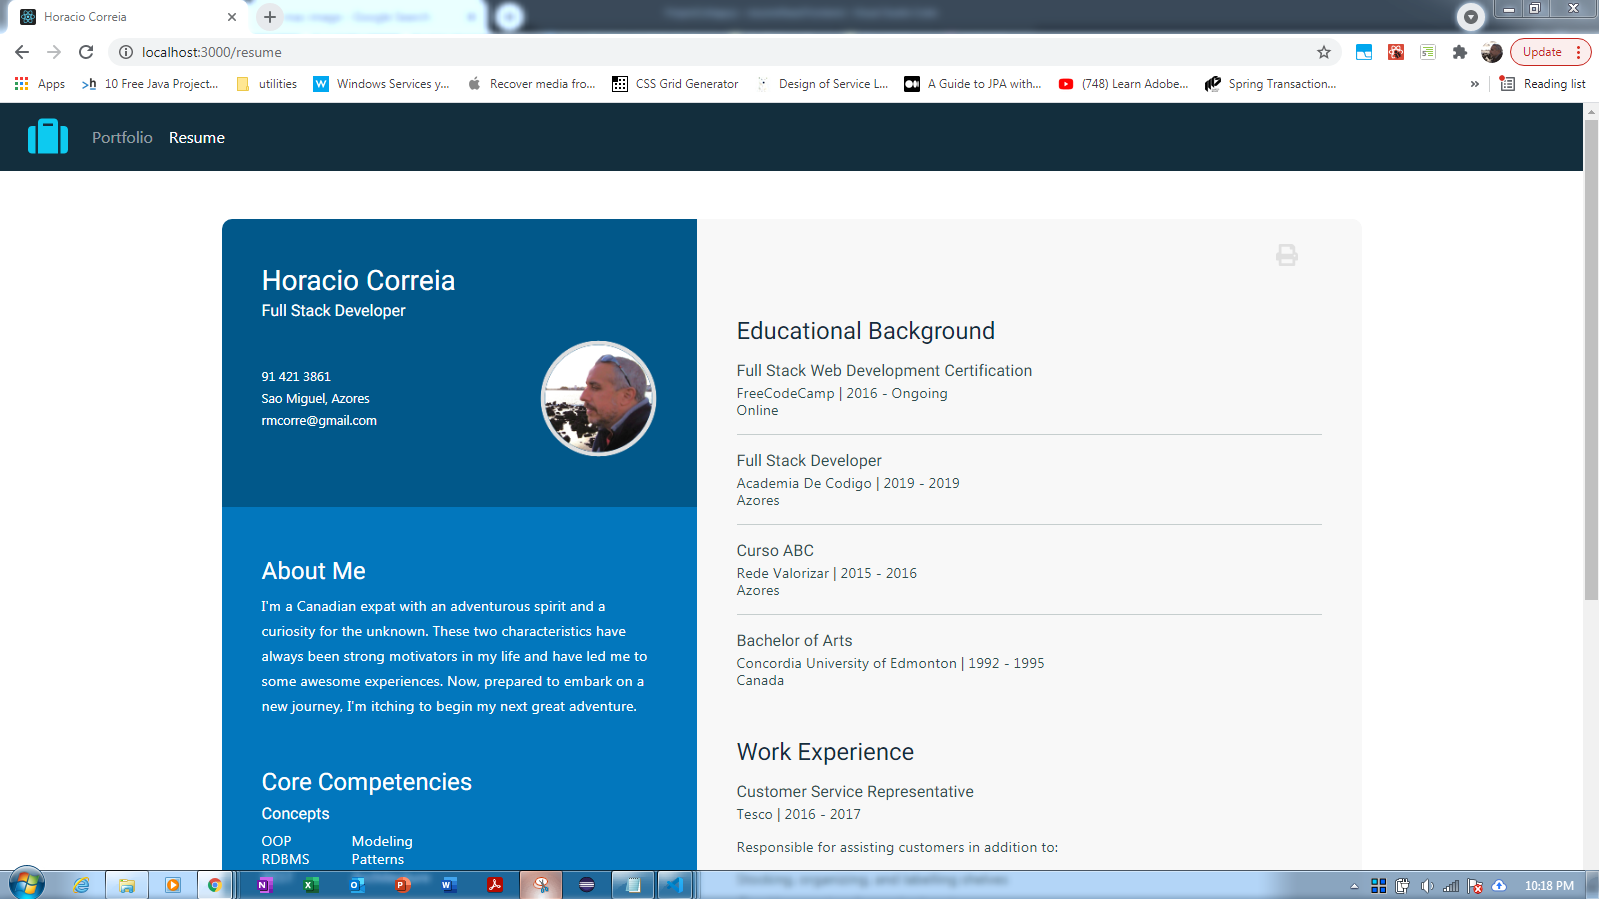 Horacio Correia
localhost:3000/resume
Update
Apps
10 Free Java Project...
utilities
Windows Services y...
Recover media fro...
CSS Grid Generator
Design of Service L...
A Guide to JPA with...
(748) Learn Adobe...
Spring Transaction...
»
Reading list
Portfolio
Resume
Horacio Correia
Full Stack Developer
91 421 3861
Sao Miguel, Azores
rmcorre@gmail.com
About Me
I'm a Canadian expat with an adventurous spirit and a
curiosity for the unknown. These two characteristics have
always been strong motivators in my life and have led me to
some awesome experiences. Now, prepared to embark on a
new journey, I'm itching to begin my next great adventure.
Core Competencies
Concepts
OOP Modeling
RDBMS Patterns
Educational Background
Full Stack Web Development Certification
FreeCodeCamp | 2016 - Ongoing
Online
Full Stack Developer
Academia De Codigo | 2019 - 2019
Azores
Curso ABC
Rede Valorizar | 2015 - 2016
Azores
Bachelor of Arts
Concordia University of Edmonton | 1992 - 1995
Canada
Work Experience
Customer Service Representative
Tesco | 2016 - 2017
Responsible for assisting customers in addition to:
Stocking, organizing, and labelling shelves
10:18 PM